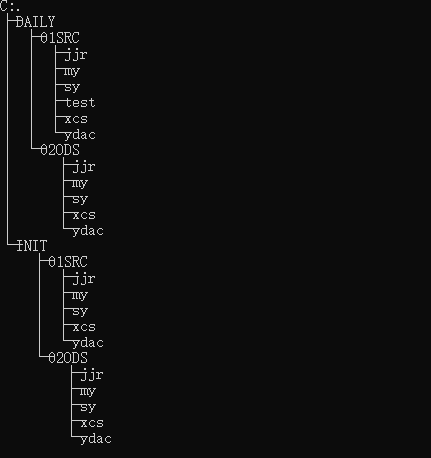 C:.
├─DAILY
│  ├─01SRC
│  │  ├─jjr
│  │  ├─my
│  │  ├─sy
│  │  ├─test
│  │  ├─xcs
│  │  └─ydac
│  └─02ODS
│      ├─jjr
│      ├─my
│      ├─sy
│      ├─xcs
│      └─ydac
└─INIT
    ├─01SRC
    │  ├─jjr
    │  ├─my
    │  ├─sy
    │  ├─xcs
    │  └─ydac
    └─02ODS
        ├─jjr
        ├─my
        ├─sy
        ├─xcs
        └─ydac